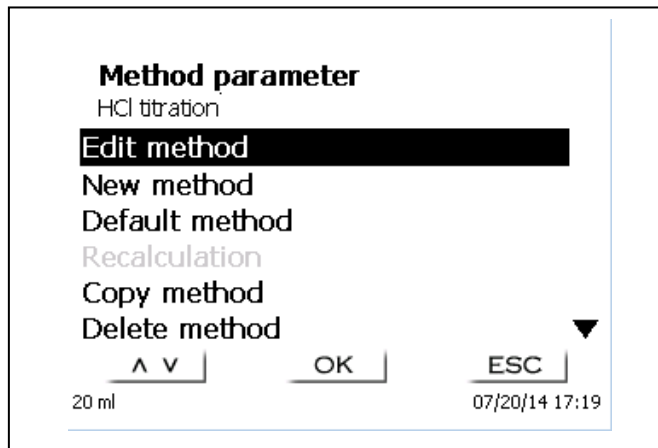 Method parameter
HCl titration
Edit method
New method
Default method
Recalculation
Copy method
Delete method
OK ESC
20 ml 07/20/14 17:19